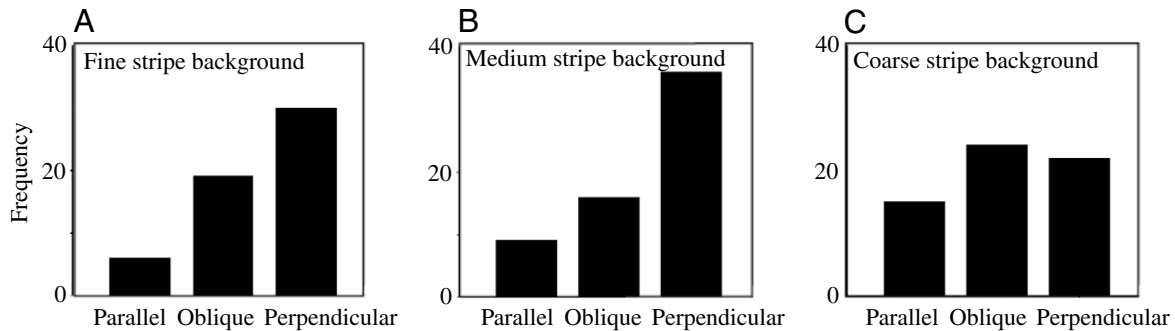 A
B
C
40
Fine stripe background
20
0
Frequency
Parallel Oblique Perpendicular
40
Medium stripe background
20
0
Parallel Oblique Perpendicular
40
Coarse stripe background
20
0
Parallel Oblique Perpendicular